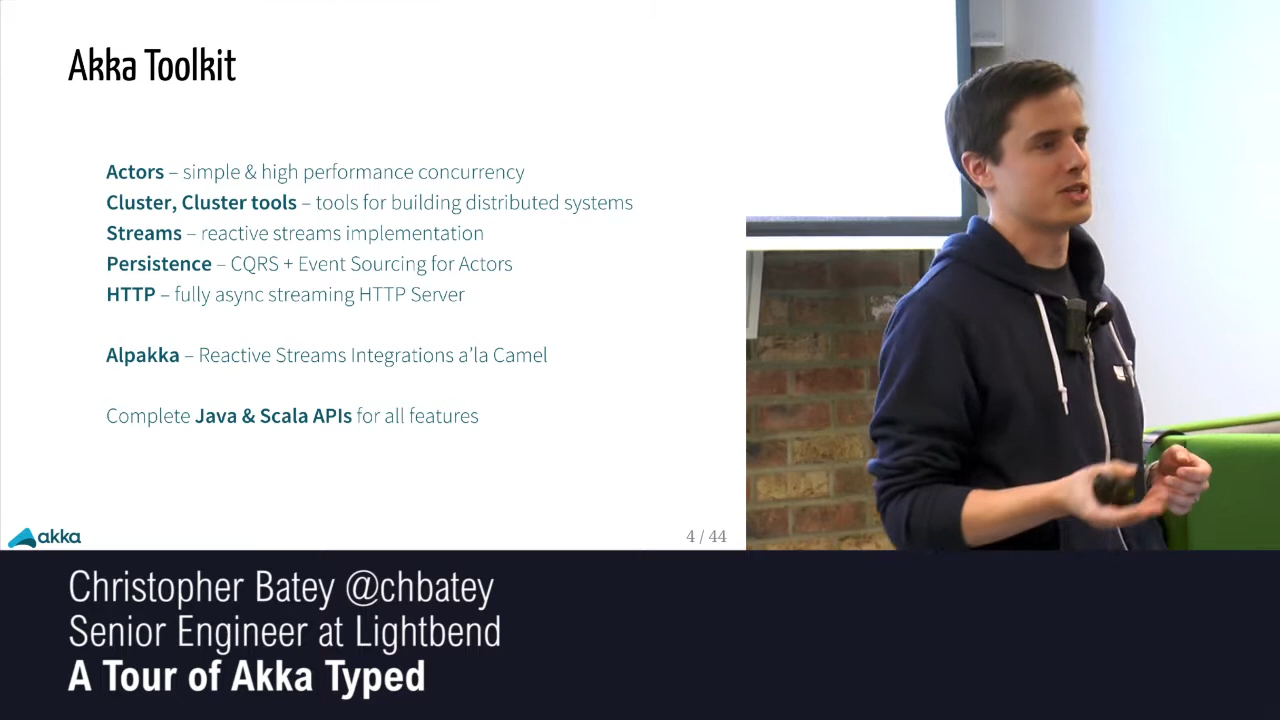 Akka Toolkit
Actors – simple & high performance concurrency
Cluster, Cluster tools – tools for building distributed systems
Streams – reactive streams implementation
Persistence – CQRS + Event Sourcing for Actors
HTTP – fully async streaming HTTP Server
Alpakka – Reactive Streams Integrations a'la Camel
Complete Java & Scala APIs for all features
akka
4 / 44
Christopher Batey @chbatey
Senior Engineer at Lightbend
A Tour of Akka Typed